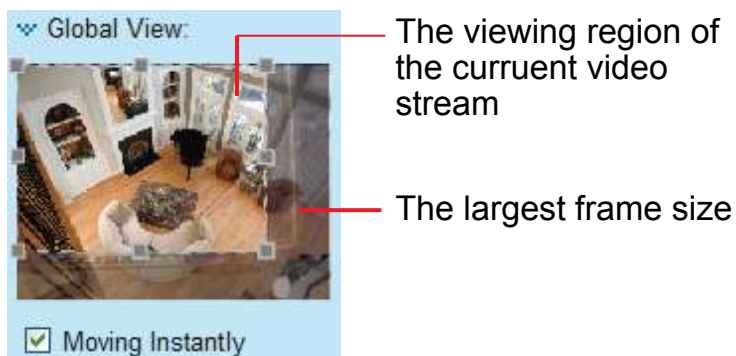 Global View:
The viewing region of
the curruent video
stream
The largest frame size
Moving Instantly